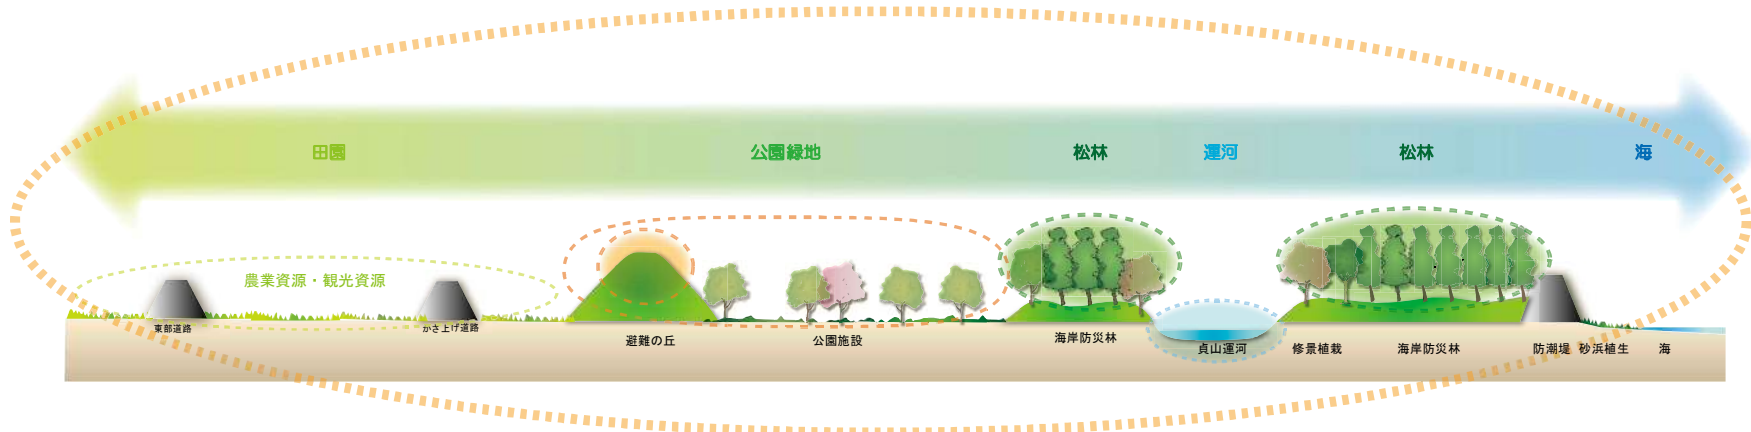 田園
公園緑地
松林
運河
松林
海
農業資源・観光資源
東部道路
かさ上げ道路
避難の丘
公園施設
海岸防災林
貞山運河
修景植栽
海岸防災林
防潮堤
砂浜植生
海